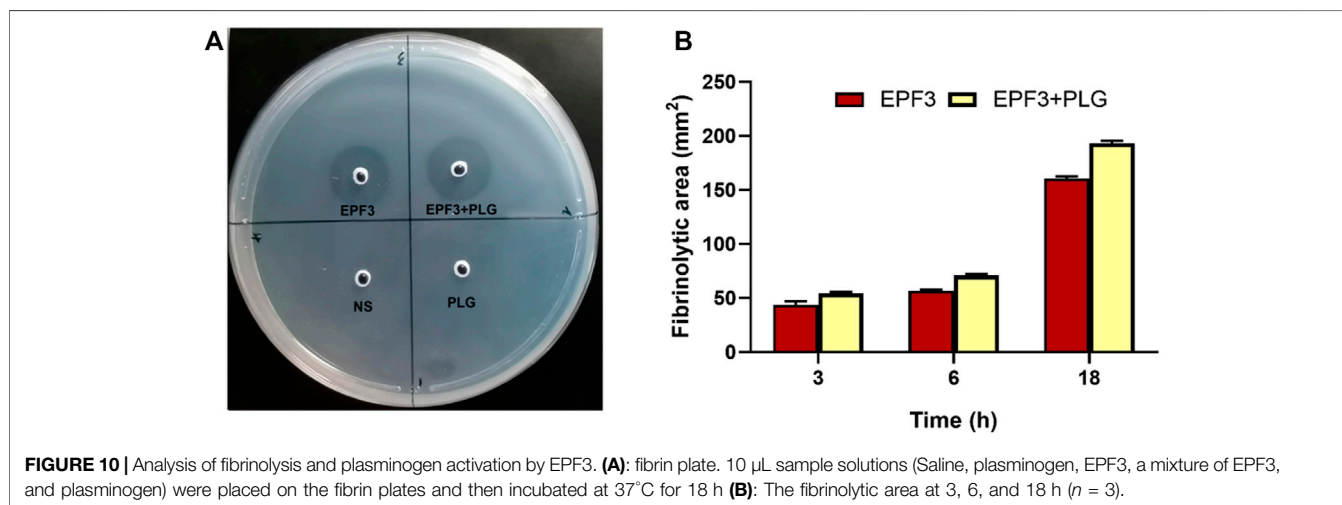 A
EPF3
EPF3+PLG
NS
PLG
B
Fibrinolytic area (mm²)
250
200
150
100
50
0
EPF3 EPF3+PLG
3 6 18
Time (h)
FIGURE 10 | Analysis of fibrinolysis and plasminogen activation by EPF3. (A): fibrin plate. 10 µL sample solutions (Saline, plasminogen, EPF3, a mixture of EPF3,
and plasminogen) were placed on the fibrin plates and then incubated at 37°C for 18 h (B): The fibrinolytic area at 3, 6, and 18 h (n = 3).